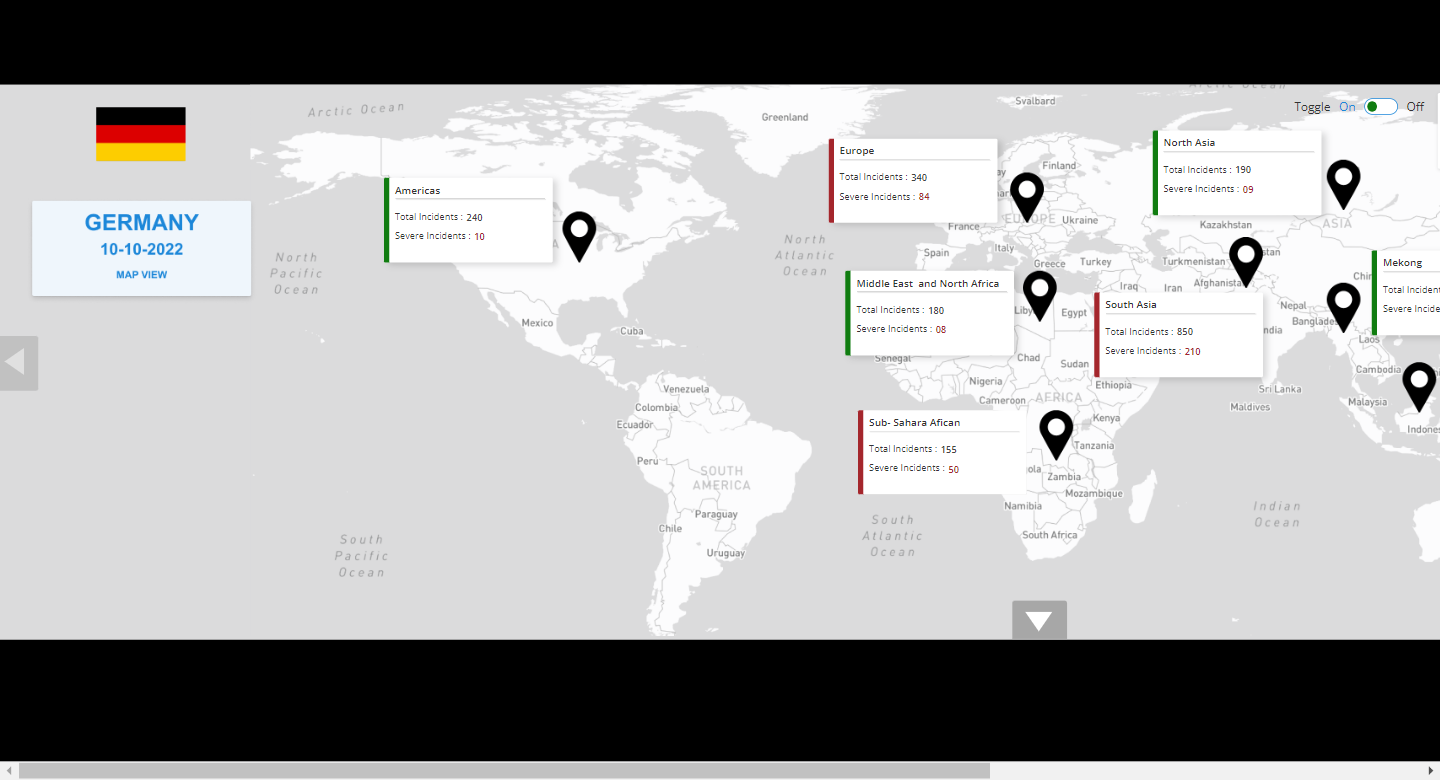 Arctic Ocean
Arctic Ocean
Svalbard
Greenland
Toggle On Off
GERMANY
10-10-2022
MAP VIEW
Americas
Total Incidents : 240
Severe Incidents : 10
Europe
Total Incidents : 340
Severe Incidents : 84
North Asia
Total Incidents : 190
Severe Incidents : 09
Finland
EUROPE
Ukraine
France
Kazakhstan
ASIA
North
Pacific
Ocean
North
Atlantic
Ocean
Spain
Italy
Greece
Turkey
Turkmenistan
Iraq
Iran
Middle East and North Africa
Total Incidents : 180
Severe Incidents : 08
South Asia
Total Incidents : 850
Severe Incidents : 210
Mekong
Total Incident
Severe Incide
Mexico
Cuba
Egypt
Nepal
Laos
Senegal
Chad
Sudan
Cambodia
Nigeria
Ethiopia
Sri Lanka
Venezuela
Cameroon
AFRICA
Maldives
Malaysia
Colombia
Ecuador
Kenya
Sub- Sahara Afican
Total Incidents : 155
Severe Incidents : 50
Tanzania
Peru
SOUTH
AMERICA
Zambia
Mozambique
Namibia
Paraguay
Chile
South Africa
Uruguay
South
Pacific
Ocean
South
Atlantic
Ocean
Indian
Ocean